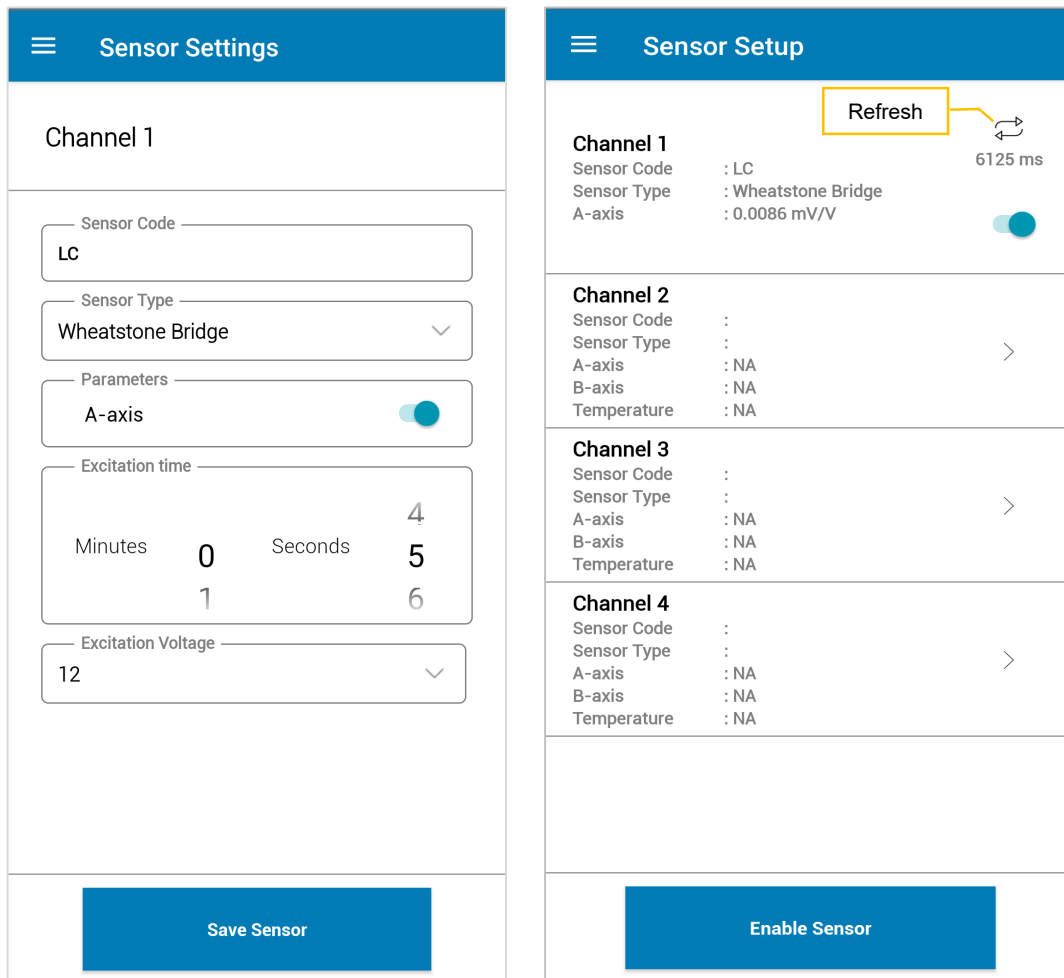 Sensor Settings
Channel 1
Sensor Code
LC
Sensor Type
Wheatstone Bridge
Parameters
A-axis
Excitation time
4
Minutes 0 Seconds 5
1 6
Excitation Voltage
12
Save Sensor
Sensor Setup
Refresh
6125 ms
Channel 1
Sensor Code : LC
Sensor Type : Wheatstone Bridge
A-axis : 0.0086 mV/V
Channel 2
Sensor Code :
Sensor Type :
A-axis : NA
B-axis : NA
Temperature : NA
Channel 3
Sensor Code :
Sensor Type :
A-axis : NA
B-axis : NA
Temperature : NA
Channel 4
Sensor Code :
Sensor Type :
A-axis : NA
B-axis : NA
Temperature : NA
Enable Sensor